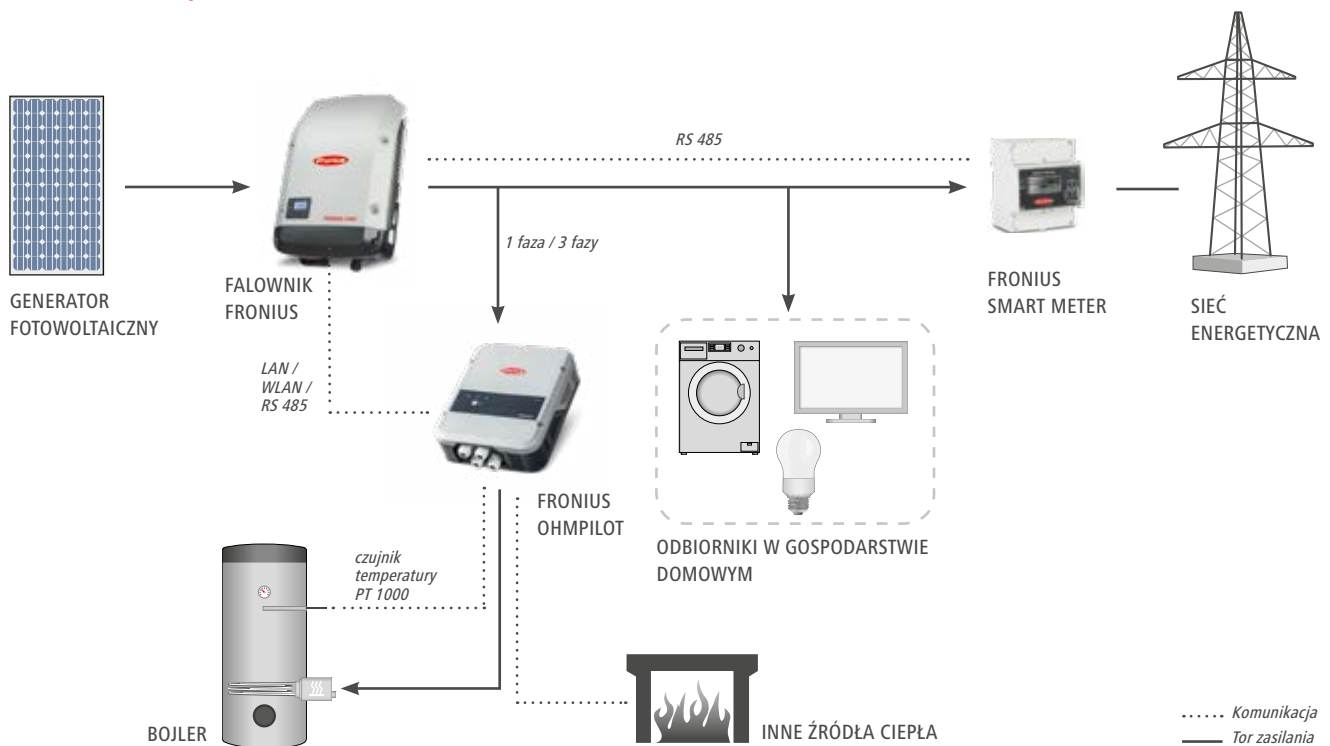 RS 485
1 faza / 3 fazy
GENERATOR
FOTOWOLTAICZNY
FALOWNIK
FRONIUS
FRONIUS
SMART METER
SIEĆ
ENERGETYCZNA
LAN /
WLAN /
RS 485
FRONIUS
OHMPILOT
ODBIORNIKI W GOSPODARSTWIE
DOMOWYM
czujnik
temperatury
PT 1000
BOJLER
INNE ŹRÓDŁA CIEPŁA
Komunikacja
Tor zasilania